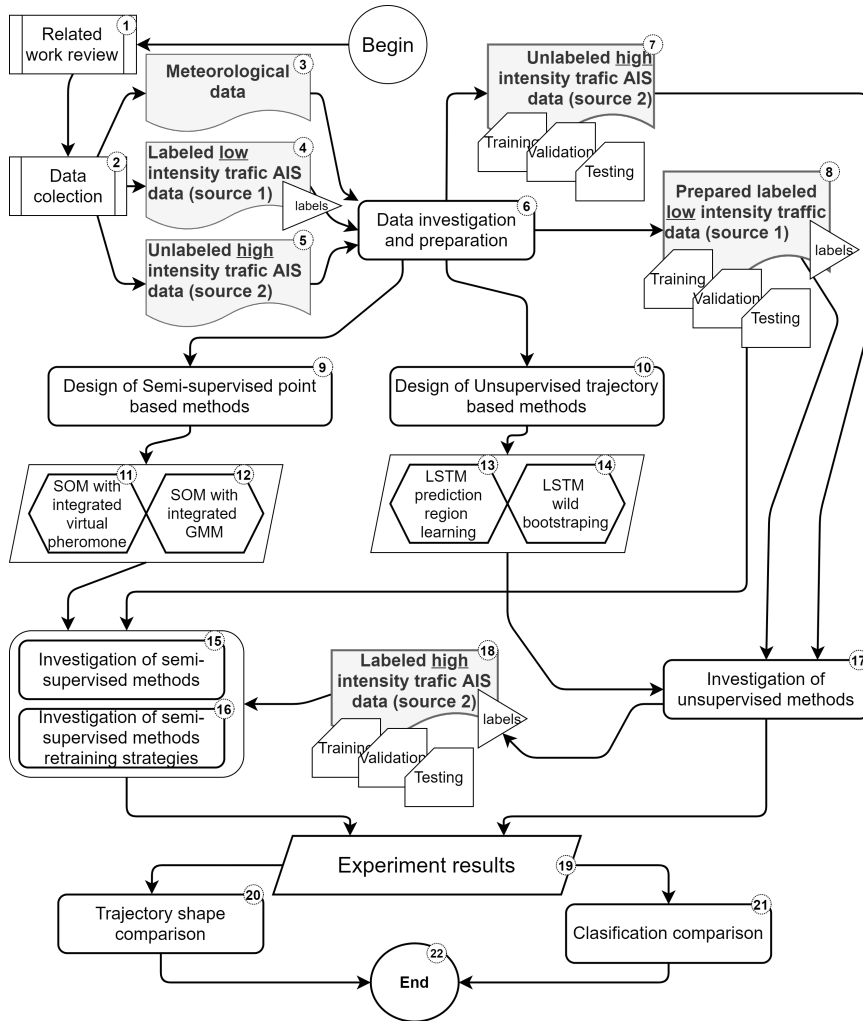 1
Related
work review
Begin
2
Data
colection
3
Meteorological
data
4
Labeled low
intensity trafic AIS
data (source 1)
labels
5
Unlabeled high
intensity trafic AIS
data (source 2)
6
Data investigation
and preparation
7
Unlabeled high
intensity trafic AIS
data (source 2)
Training
Validation
Testing
8
Prepared labeled
low intensity traffic
data (source 1)
labels
Training
Validation
Testing
9
Design of Semi-supervised point
based methods
10
Design of Unsupervised trajectory
based methods
11
SOM with
integrated
virtual
pheromone
12
SOM with
integrated
GMM
13
LSTM
prediction
region
learning
14
LSTM
wild
bootstraping
15
Investigation of semi-
supervised methods
16
Investigation of semi-
supervised methods
retraining strategies
17
Investigation of
unsupervised methods
18
Labeled high
intensity trafic AIS
data (source 2)
labels
Training
Validation
Testing
Experiment results
19
20
Trajectory shape
comparison
21
Clasification comparison
22
End